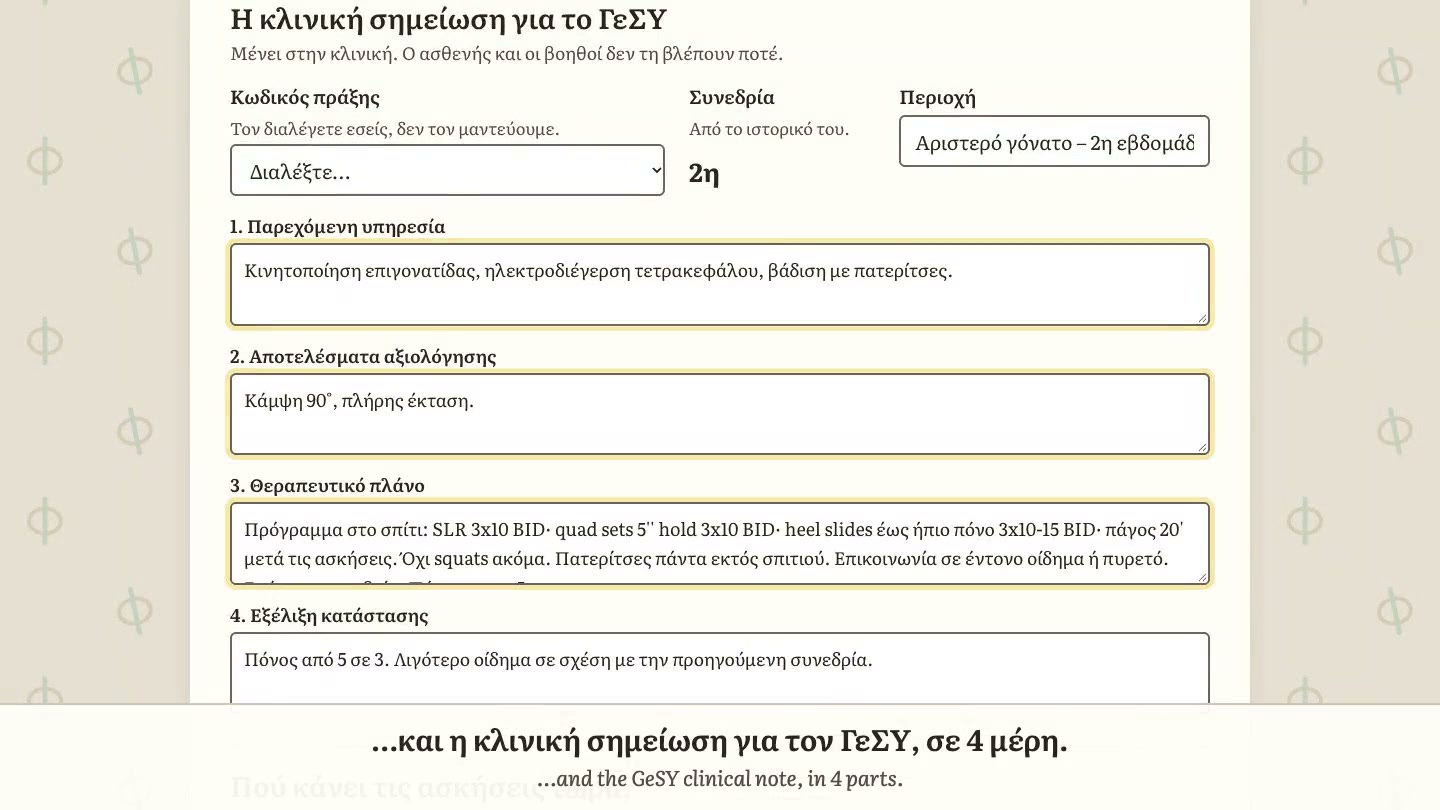 Η κλινική σημείωση για το ΓεΣΥ
Μένει στην κλινική. Ο ασθενής και οι βοηθοί δεν τη βλέπουν ποτέ.
Κωδικός πράξης
Τον διαλέγετε εσείς, δεν τον μαντεύουμε.
Διαλέξτε...
Συνεδρία
Από το ιστορικό του.
2η
Περιοχή
Αριστερό γόνατο – 2η εβδομάδ
1. Παρεχόμενη υπηρεσία
Κινητοποίηση επιγονατίδας, ηλεκτροδιέγερση τετρακεφάλου, βάδιση με πατερίτσες.
2. Αποτελέσματα αξιολόγησης
Κάμψη 90°, πλήρης έκταση.
3. Θεραπευτικό πλάνο
Πρόγραμμα στο σπίτι: SLR 3x10 BID· quad sets 5'' hold 3x10 BID· heel slides έως ήπιο πόνο 3x10-15 BID· πάγος 20'
μετά τις ασκήσεις. Όχι squats ακόμα. Πατερίτσες πάντα εκτός σπιτιού. Επικοινωνία σε έντονο οίδημα ή πυρετό.
4. Εξέλιξη κατάστασης
Πόνος από 5 σε 3. Λιγότερο οίδημα σε σχέση με την προηγούμενη συνεδρία.
...και η κλινική σημείωση για τον ΓεΣΥ, σε 4 μέρη.
...and the GeSY clinical note, in 4 parts.
Πού κάνει τις ασκήσεις